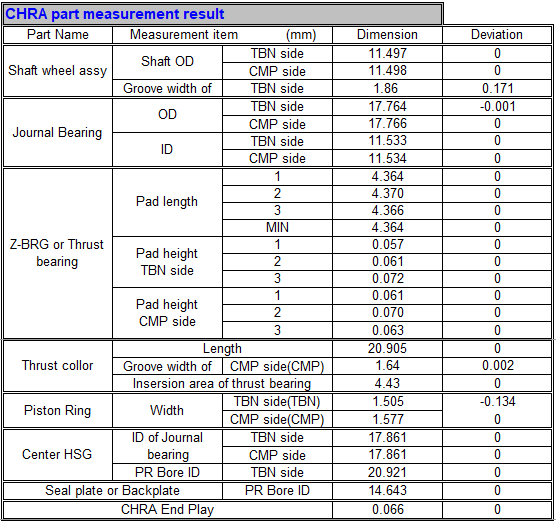 CHRA part measurement result
Part Name Measurement item (mm) Dimension Deviation
Shaft wheel assy Shaft OD TBN side 11.497 0
CMP side 11.498 0
Groove width of TBN side 1.86 0.171
Journal Bearing OD TBN side 17.764 -0.001
CMP side 17.766 0
ID TBN side 11.533 0
CMP side 11.534 0
Z-BRG or Thrust bearing Pad length 1 4.364 0
2 4.370 0
3 4.366 0
MIN 4.364 0
Pad height TBN side 1 0.057 0
2 0.061 0
3 0.072 0
Pad height CMP side 1 0.061 0
2 0.070 0
3 0.063 0
Thrust collor Length 20.905 0
Groove width of CMP side(CMP) 1.64 0.002
Insersion area of thrust bearing 4.43 0
Piston Ring Width TBN side(TBN) 1.505 -0.134
CMP side(CMP) 1.577 0
Center HSG ID of Journal bearing TBN side 17.861 0
CMP side 17.861 0
PR Bore ID TBN side 20.921 0
Seal plate or Backplate PR Bore ID 14.643 0
CHRA End Play 0.066 0